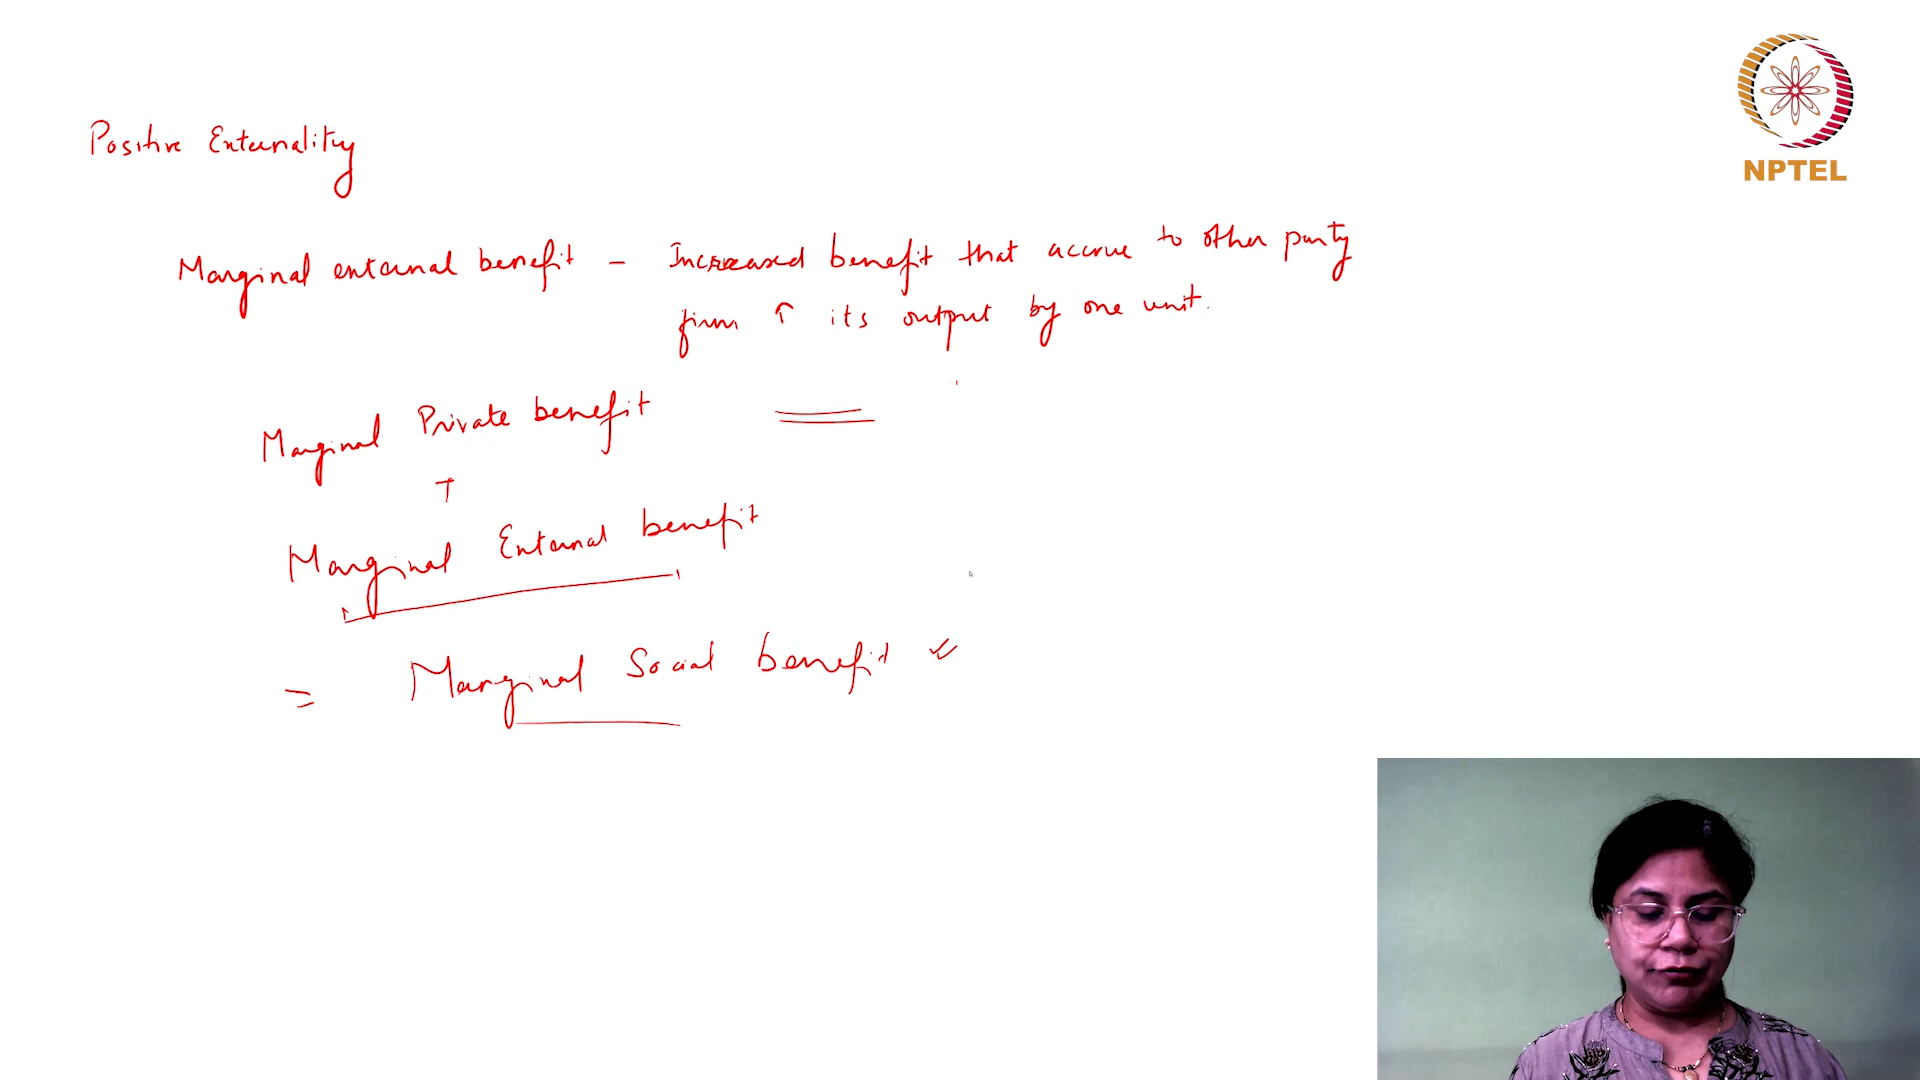 Positive Externality
NPTEL
Marginal external benefit - Increased benefit that accrue to other party
firm ↑ its output by one unit.
Marginal Private benefit
+
Marginal External benefit
= Marginal Social benefit